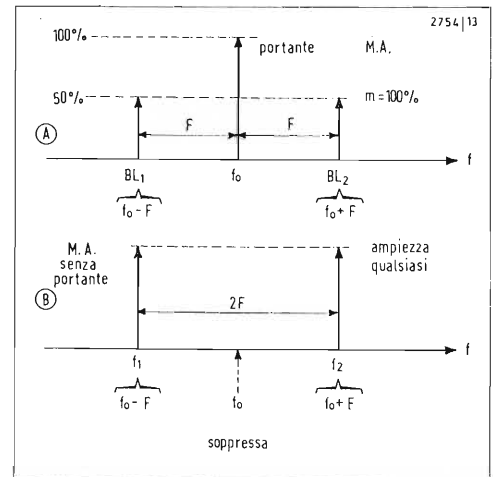 2754|13
100%
portante
M.A.
50%
m=100%
A
F
F
BL1
f0
BL2
f
f0-F
f0+F
M.A.
senza
portante
ampiezza
qualsiasi
B
2F
f1
f2
f
f0-F
f0
f0+F
soppressa